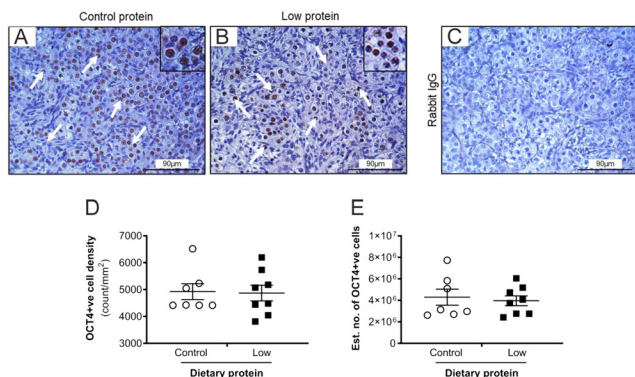 Control protein
Low protein
A
B
C
Rabbit IgG
90μm
90μm
90μm
D
E
OCT4+ve cell density
(count/mm²)
7000
6000
5000
4000
3000
Control
Low
Dietary protein
Est. no. of OCT4+ve cells
1×10⁷
8×10⁶
6×10⁶
4×10⁶
2×10⁶
0
Control
Low
Dietary protein